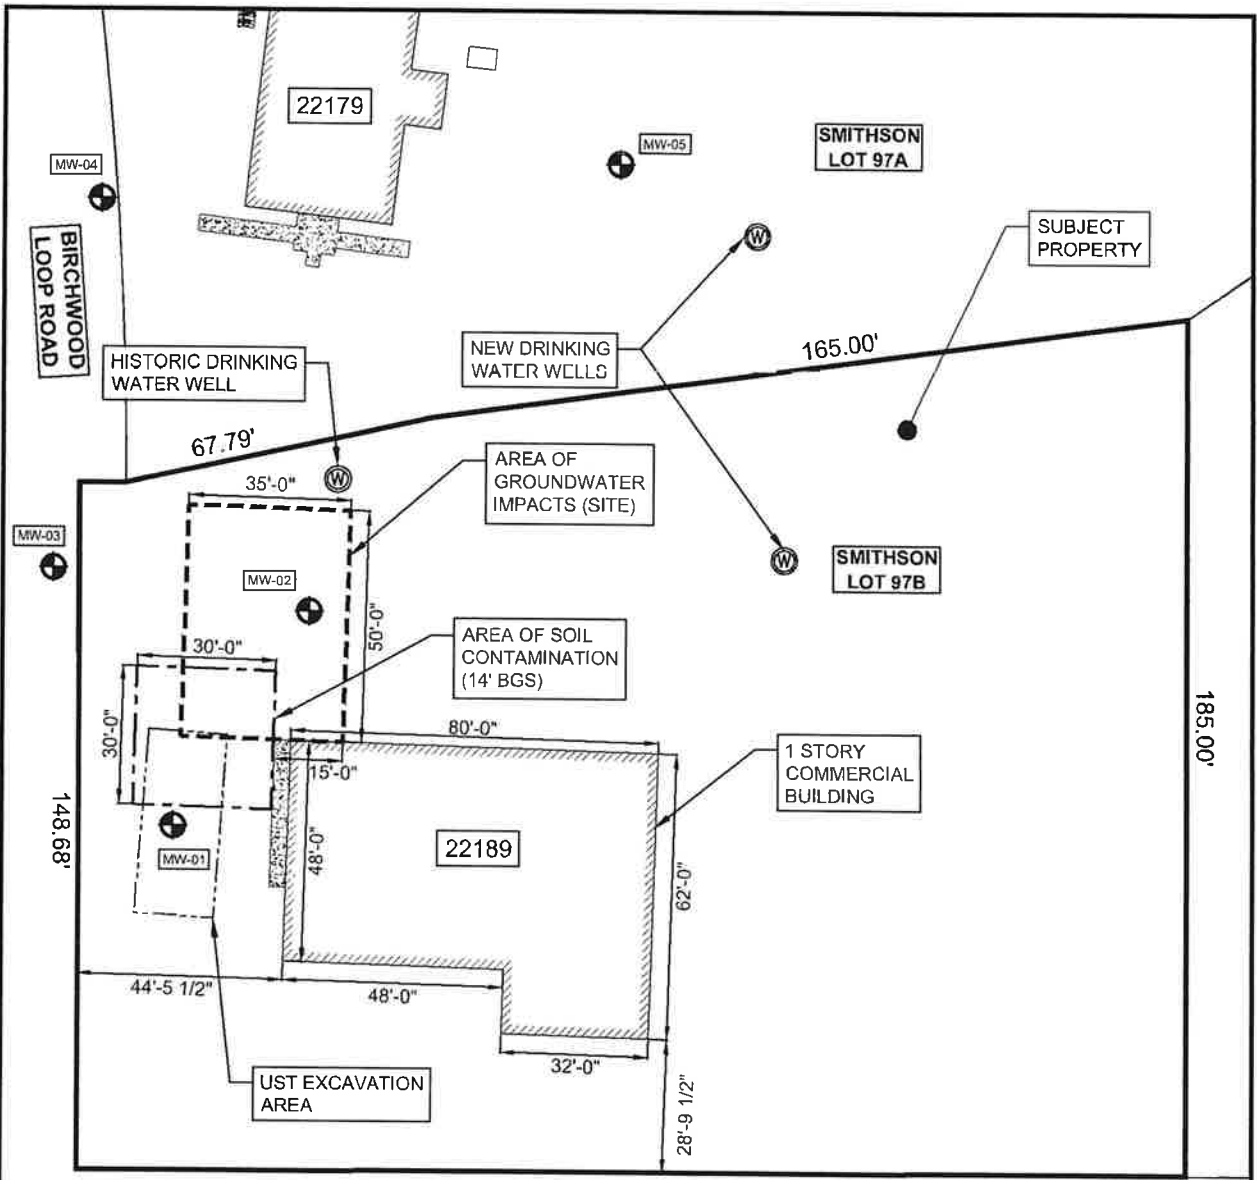 22179
MW-05
SMITHSON
LOT 97A
MW-04
BIRCHWOOD
LOOP ROAD
W
SUBJECT
PROPERTY
HISTORIC DRINKING
WATER WELL
NEW DRINKING
WATER WELLS
165.00'
67.79'
W
35'-0"
AREA OF
GROUNDWATER
IMPACTS (SITE)
MW-03
W
SMITHSON
LOT 97B
MW-02
50'-0"
30'-0"
AREA OF SOIL
CONTAMINATION
(14' BGS)
30'-0"
80'-0"
15'-0"
1 STORY
COMMERCIAL
BUILDING
185.00'
148.68'
MW-01
48'-0"
22189
62'-0"
44'-5 1/2"
48'-0"
32'-0"
UST EXCAVATION
AREA
28'-9 1/2"